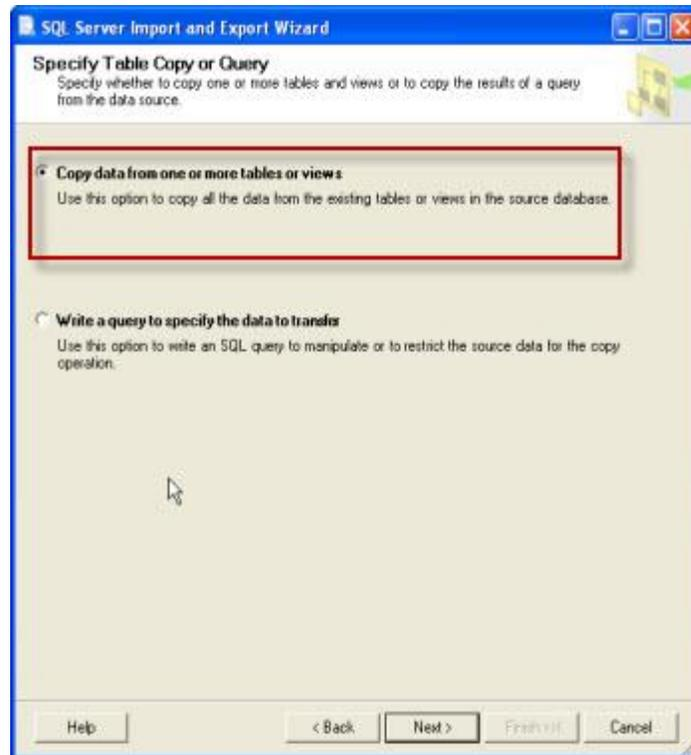 SQL Server Import and Export Wizard
Specify Table Copy or Query
Specify whether to copy one or more tables and views or to copy the results of a query
from the data source.
Copy data from one or more tables or views
Use this option to copy all the data from the existing tables or views in the source database.
Write a query to specify the data to transfer
Use this option to write an SQL query to manipulate or to restrict the source data for the copy
operation.
Help
< Back
Next >
Cancel